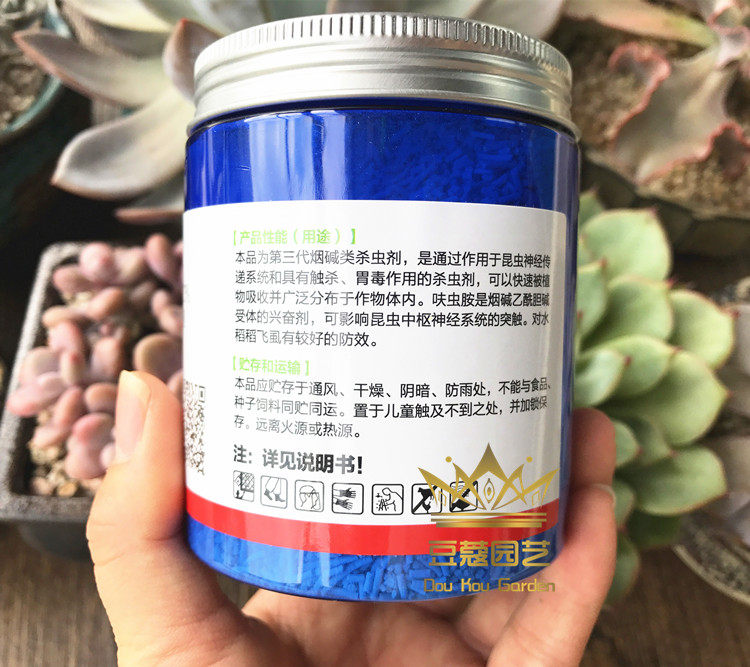 【产品性能（用途）】
本品为第三代烟碱类杀虫剂，是通过作用于昆虫神经传
递系统和具有触杀、胃毒作用的杀虫剂，可以快速被植
物吸收并广泛分布于作物体内。呋虫胺是烟碱乙酰胆碱
受体的兴奋剂，可影响昆虫中枢神经系统的突触。对水
稻稻飞虱有较好的防效。
【贮存和运输】
本品应贮存于通风、干燥、阴暗、防雨处，不能与食品、
种子饲料同贮同运。置于儿童触及不到之处，并加锁保
存。远离火源或热源。
注：详见说明书！
豆蔻园艺
Dou Kou Garden